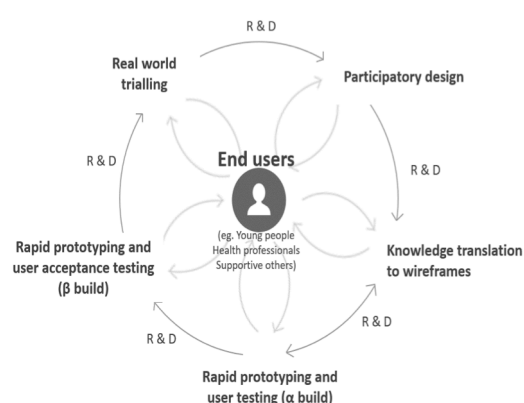 R & D
Real world
trialling
Participatory design
R & D
R & D
End users
(eg. Young people
Health professionals
Supportive others)
Rapid prototyping and
user acceptance testing
(β build)
Knowledge translation
to wireframes
R & D
R & D
Rapid prototyping and
user testing (α build)